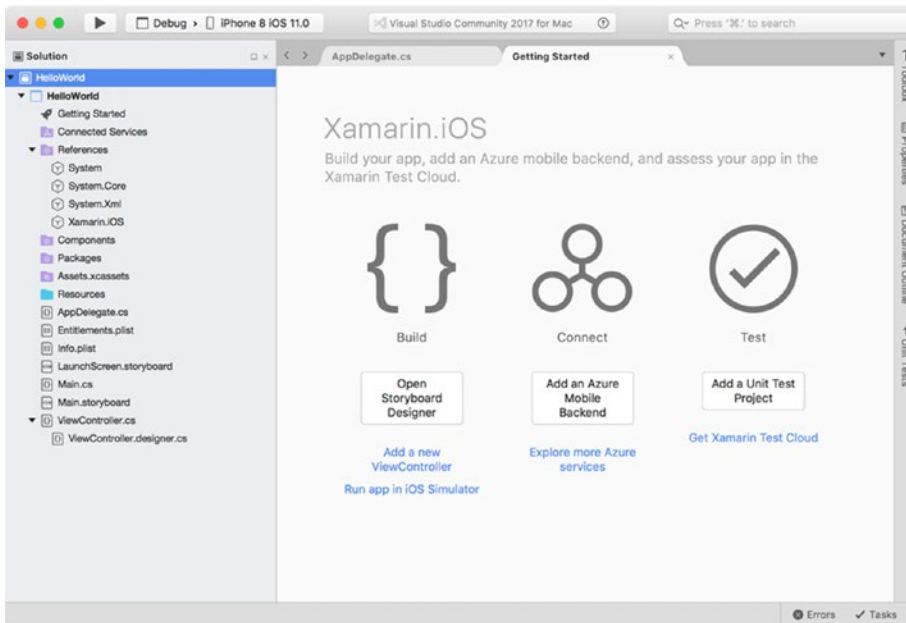 Debug › iPhone 8 iOS 11.0
Visual Studio Community 2017 for Mac
Press '⌘.' to search
Solution
AppDelegate.cs
Getting Started
HelloWorld
HelloWorld
Getting Started
Connected Services
References
System
System.Core
System.Xml
Xamarin.iOS
Components
Packages
Assets.xcassets
Resources
AppDelegate.cs
Entitlements.plist
Info.plist
LaunchScreen.storyboard
Main.cs
Main.storyboard
ViewController.cs
ViewController.designer.cs
Xamarin.iOS
Build your app, add an Azure mobile backend, and assess your app in the
Xamarin Test Cloud.
Build
Open
Storyboard
Designer
Add a new
ViewController
Run app in iOS Simulator
Connect
Add an Azure
Mobile
Backend
Explore more Azure
services
Test
Add a Unit Test
Project
Get Xamarin Test Cloud
Toolbox
Properties
Document Outline
Unit Tests
Errors
Tasks